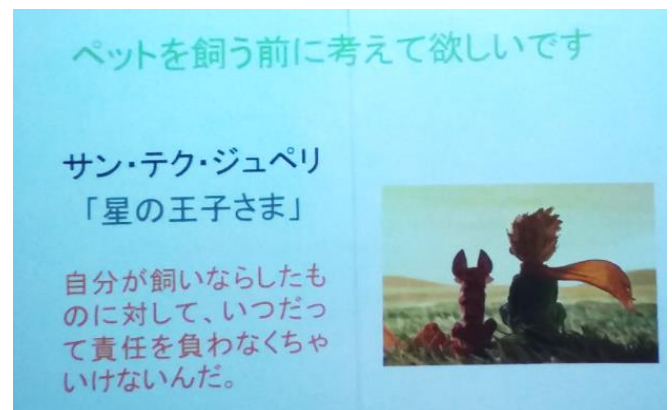 ペットを飼う前に考えて欲しいです
サン・テク・ジュペリ
「星の王子さま」
自分が飼いならしたも
のに対して、いつだっ
て責任を負わなくちゃ
いけないんだ。